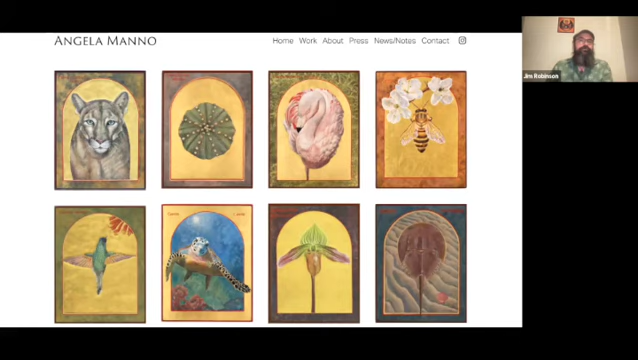 ANGELA MANNO
Home Work About Press News/Notes Contact
Jim Robinson